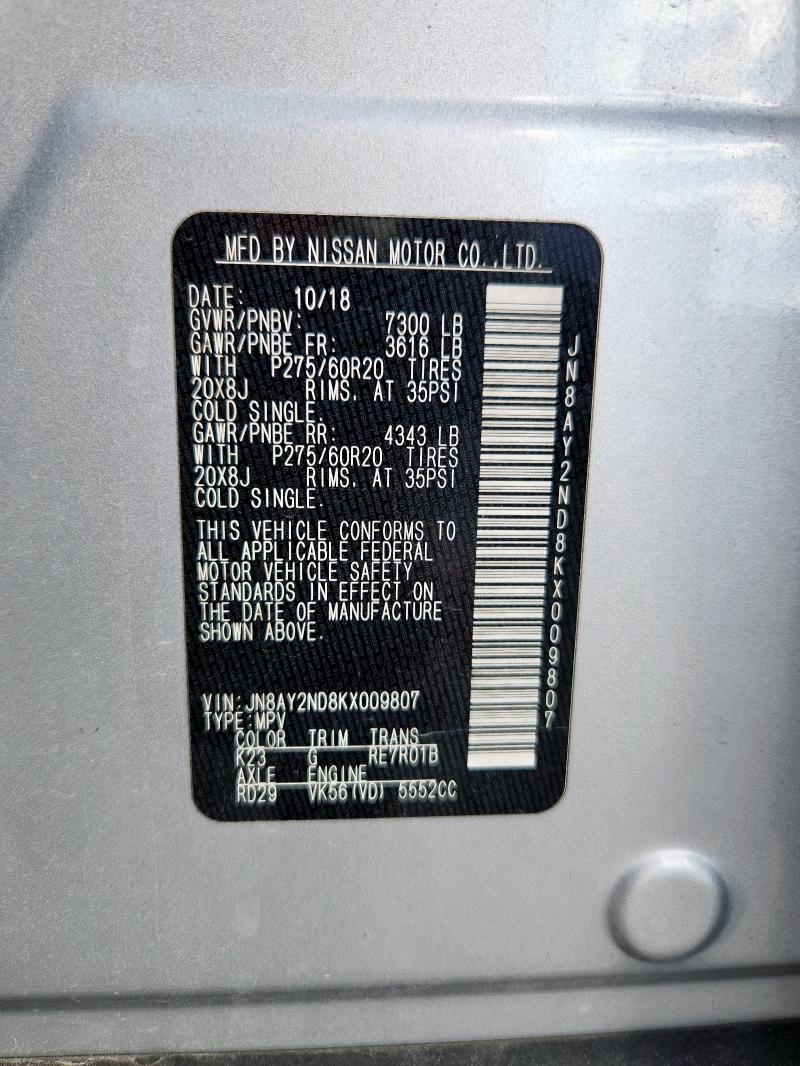 MFD BY NISSAN MOTOR CO.,LTD.
DATE: 10/18
GVWR/PNBV: 7300 LB
GAWR/PNBE FR: 3616 LB
WITH P275/60R20 TIRES
20X8J RIMS. AT 35PSI
COLD SINGLE.
GAWR/PNBE RR: 4343 LB
WITH P275/60R20 TIRES
20X8J RIMS. AT 35PSI
COLD SINGLE.
THIS VEHICLE CONFORMS TO
ALL APPLICABLE FEDERAL
MOTOR VEHICLE SAFETY
STANDARDS IN EFFECT ON
THE DATE OF MANUFACTURE
SHOWN ABOVE.
VIN:JN8AY2ND8KX009807
TYPE:MPV
COLOR TRIM TRANS
K23 G RE7R01B
AXLE ENGINE
RD29 VK56(VD) 5552CC
JN8AY2ND8KX009807